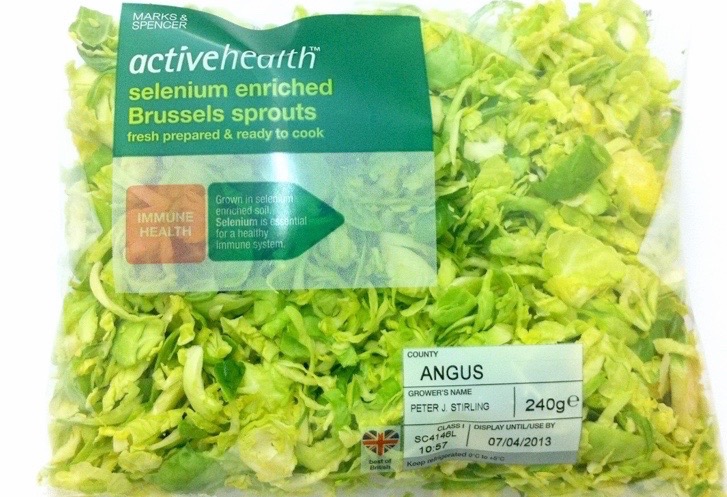 MARKS &
SPENCER
activehealth™
selenium enriched
Brussels sprouts
fresh prepared & ready to cook
IMMUNE
HEALTH
Grown in selenium
enriched soil.
Selenium is essential
for a healthy
immune system.
COUNTY
ANGUS
GROWER'S NAME
PETER J. STIRLING
240g℮
CLASS I
DISPLAY UNTIL/USE BY
SC4146L
10:57
07/04/2013
best of
British
Keep refrigerated 0°C to +5°C